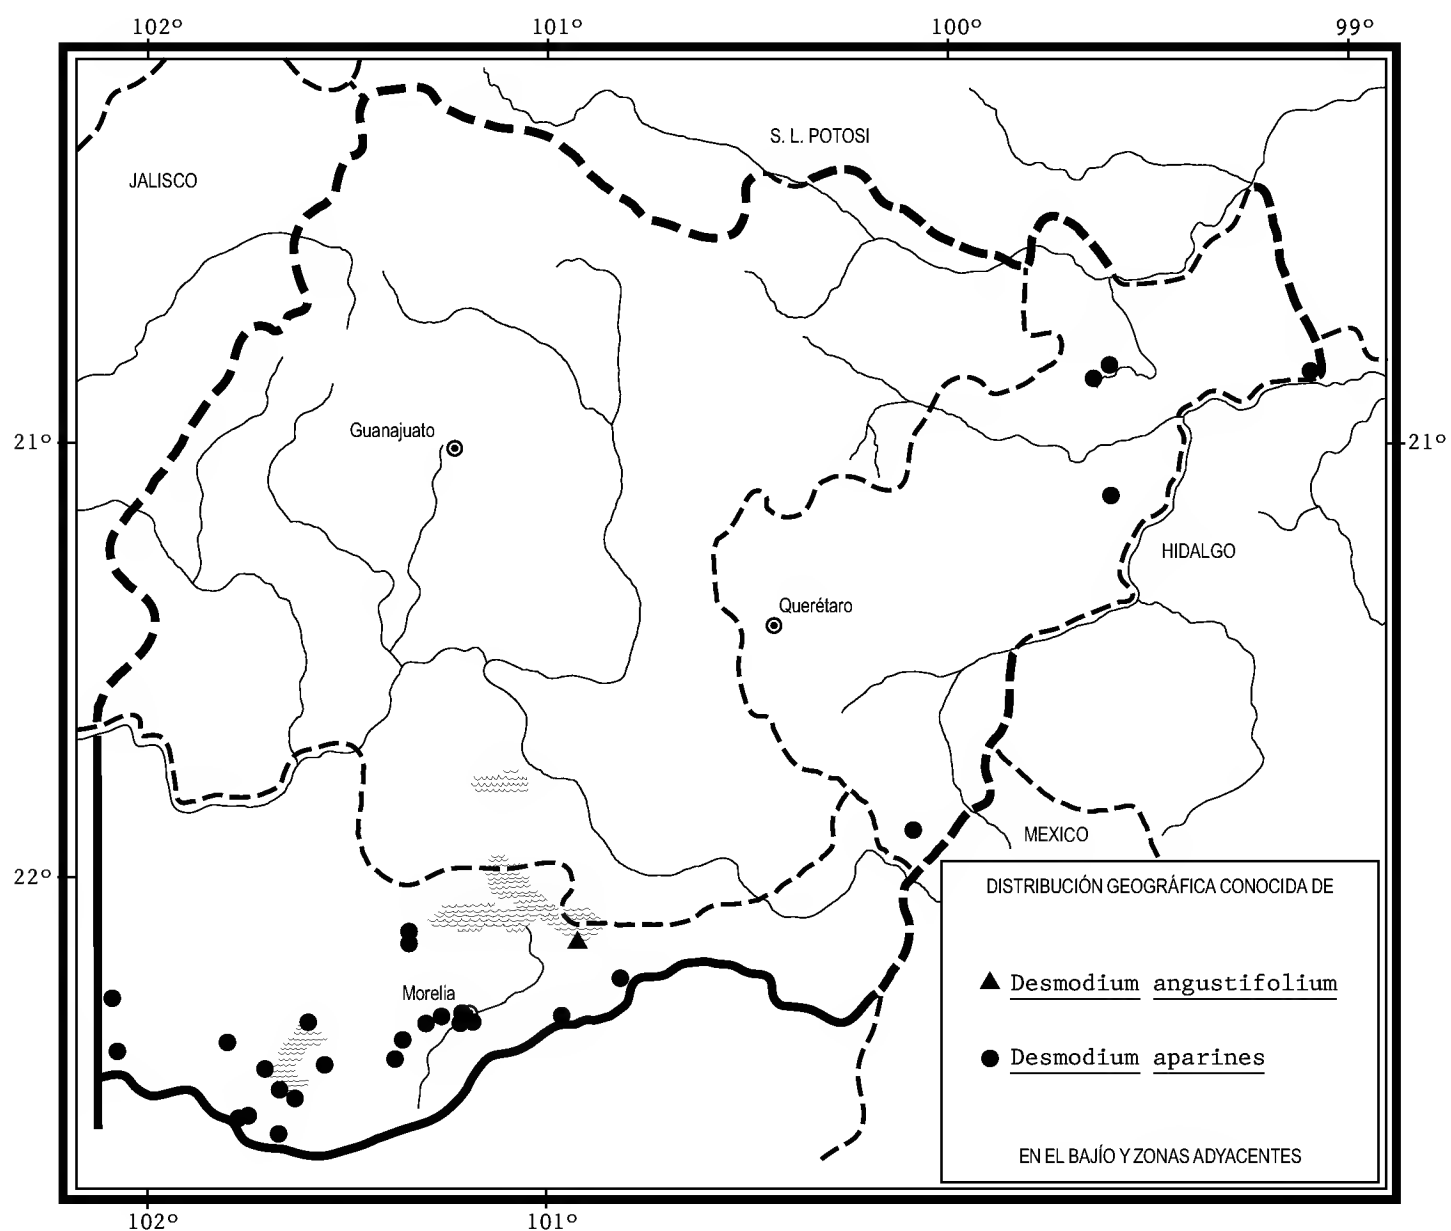 102º 101º 100º 99º
S. L. POTOSI
JALISCO
Guanajuato
21º 21º
HIDALGO
Querétaro
MEXICO
22º
DISTRIBUCIÓN GEOGRÁFICA CONOCIDA DE
Desmodium angustifolium
Morelia
Desmodium aparines
EN EL BAJÍO Y ZONAS ADYACENTES
102º 101º